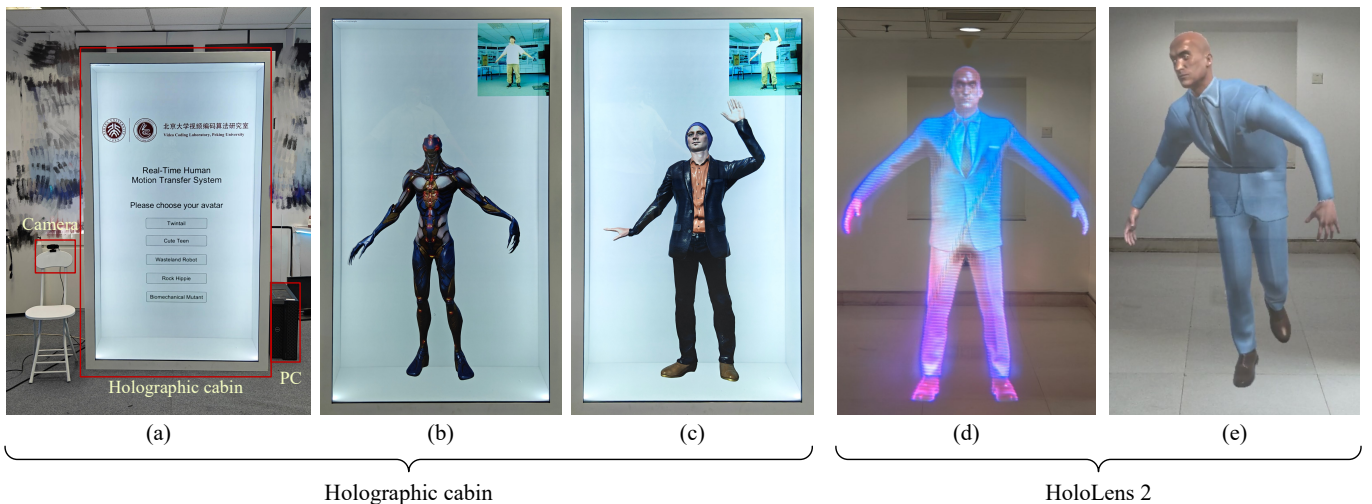 北京大学视频编码算法研究室
Video Coding Laboratory, Peking University
Real-Time Human
Motion Transfer System
Please choose your avatar
Twintail
Cute Teen
Wasteland Robot
Rock Hippie
Biomechanical Mutant
Camera
PC
Holographic cabin
(a)
(b)
(c)
(d)
(e)
Holographic cabin
HoloLens 2